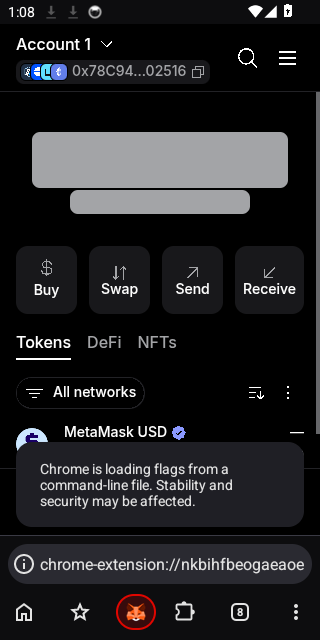 1:08
Account 1
0x78C94...02516
Buy
Swap
Send
Receive
Tokens DeFi NFTs
All networks
MetaMask USD
Chrome is loading flags from a
command-line file. Stability and
security may be affected.
chrome-extension://nkbihfbeogaeaoe
8